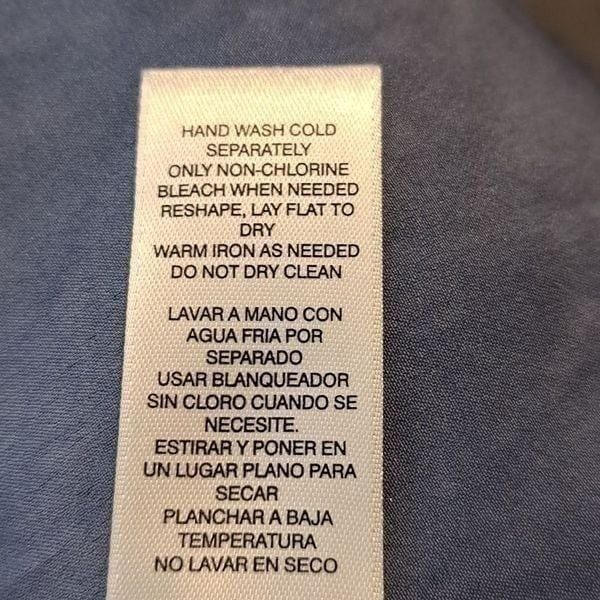 HAND WASH COLD
SEPARATELY
ONLY NON-CHLORINE
BLEACH WHEN NEEDED
RESHAPE, LAY FLAT TO
DRY
WARM IRON AS NEEDED
DO NOT DRY CLEAN
LAVAR A MANO CON
AGUA FRIA POR
SEPARADO
USAR BLANQUEADOR
SIN CLORO CUANDO SE
NECESITE.
ESTIRAR Y PONER EN
UN LUGAR PLANO PARA
SECAR
PLANCHAR A BAJA
TEMPERATURA
NO LAVAR EN SECO